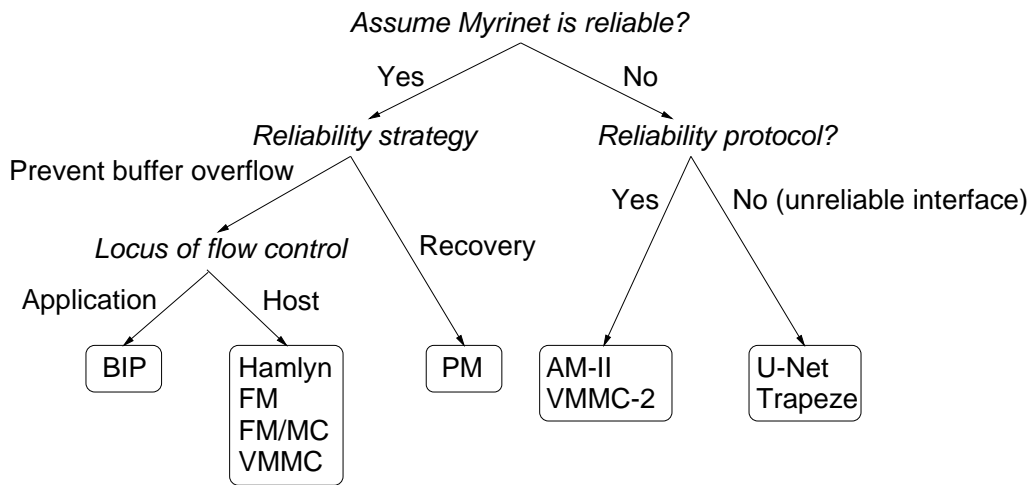 Assume Myrinet is reliable?
Yes
No
Reliability strategy
Reliability protocol?
Prevent buffer overflow
Yes
No (unreliable interface)
Locus of flow control
Recovery
Application
Host
BIP
Hamlyn
FM
FM/MC
VMMC
PM
AM-II
VMMC-2
U-Net
Trapeze